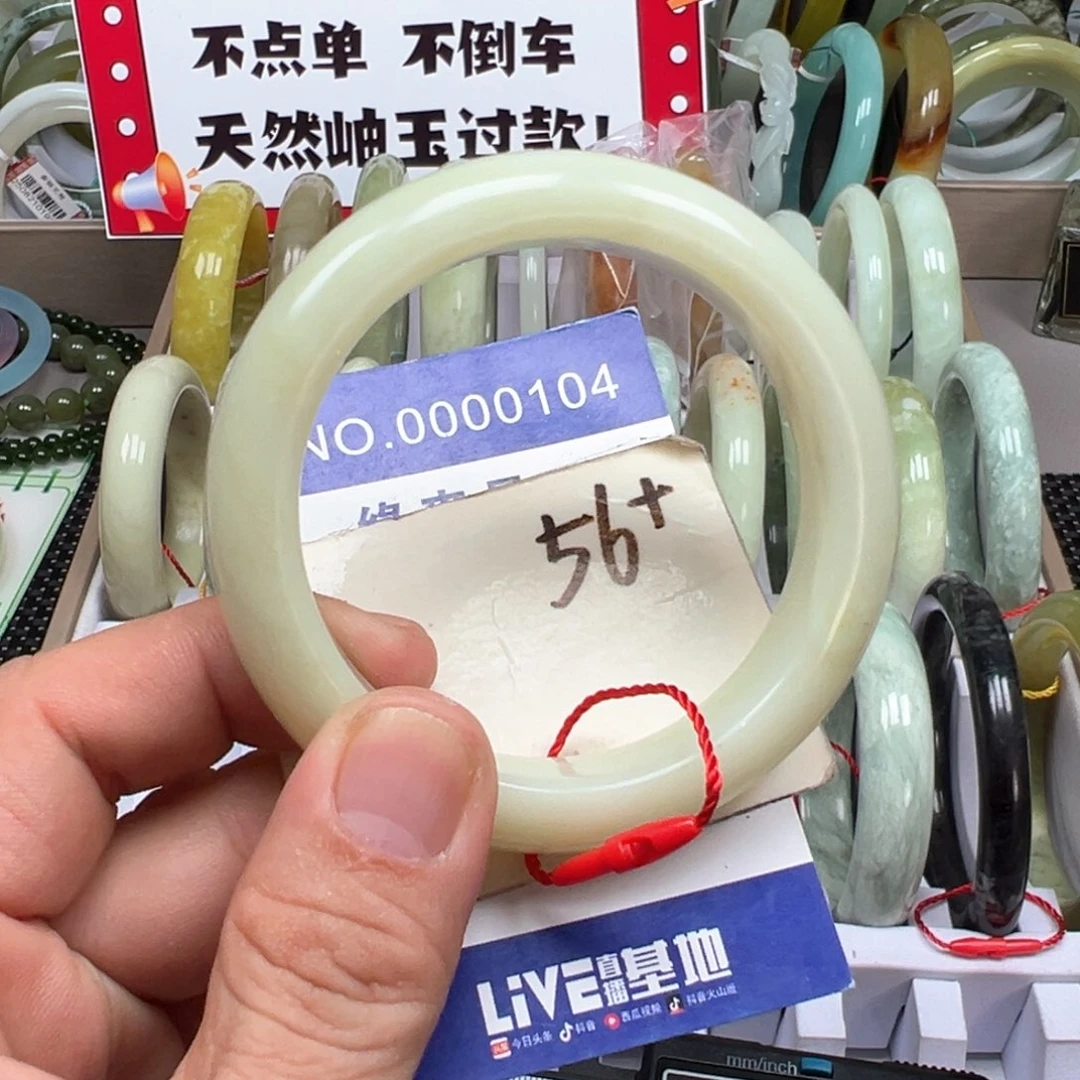 不点单 不倒车
天然岫玉过款!
NO.0000104
56+
LiVE直播基地
今日头条 抖音 西瓜视频 抖音火山版
mm/inch